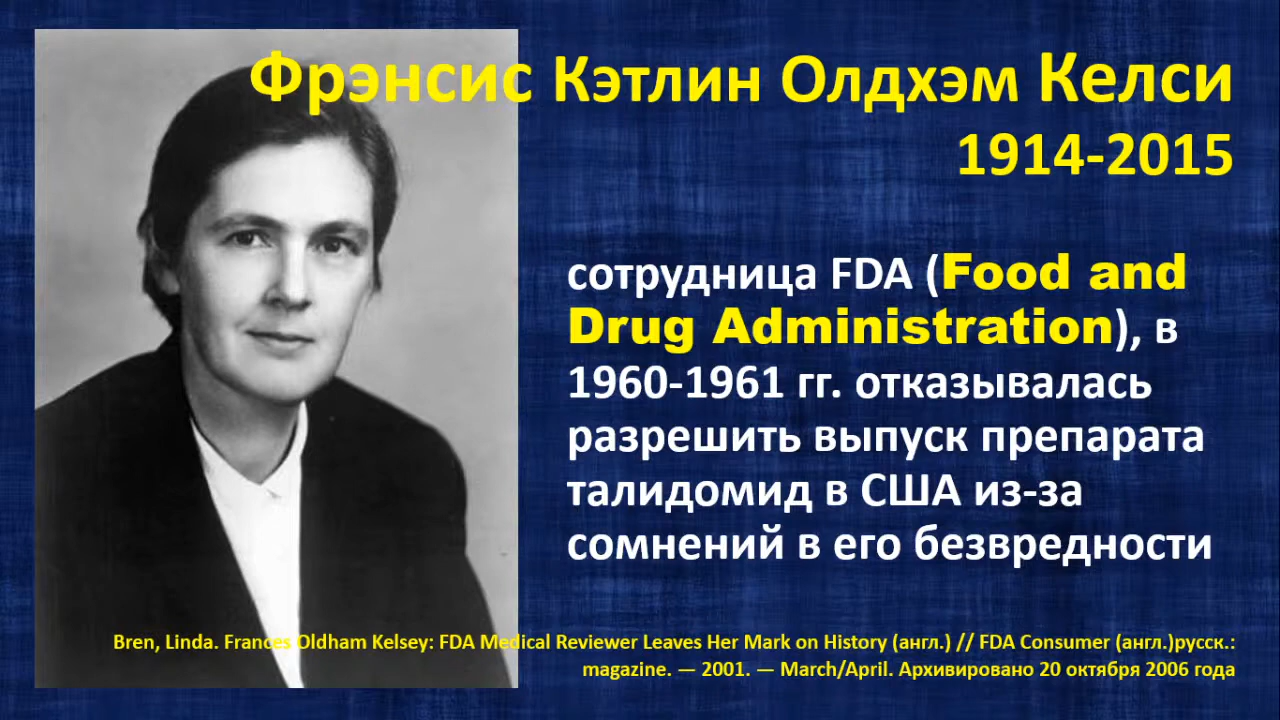 Фрэнсис Кэтлин Олдхэм Келси
1914-2015
сотрудница FDA (Food and
Drug Administration), в
1960-1961 гг. отказывалась
разрешить выпуск препарата
талидомид в США из-за
сомнений в его безвредности
Bren, Linda. Frances Oldham Kelsey: FDA Medical Reviewer Leaves Her Mark on History (англ.) // FDA Consumer (англ.)русск.:
magazine. — 2001. — March/April. Архивировано 20 октября 2006 года